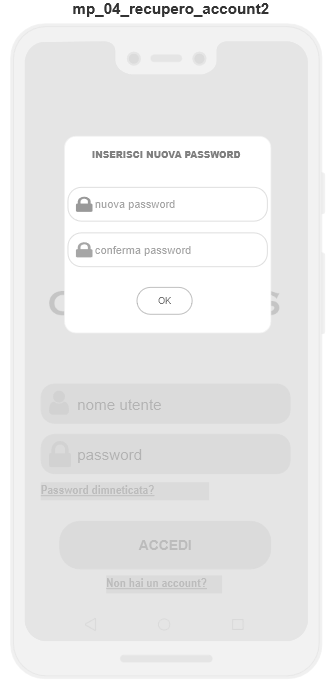 mp_04_recupero_account2
INSERISCI NUOVA PASSWORD
nuova password
conferma password
OK
nome utente
password
Password dimneticata?
ACCEDI
Non hai un account?